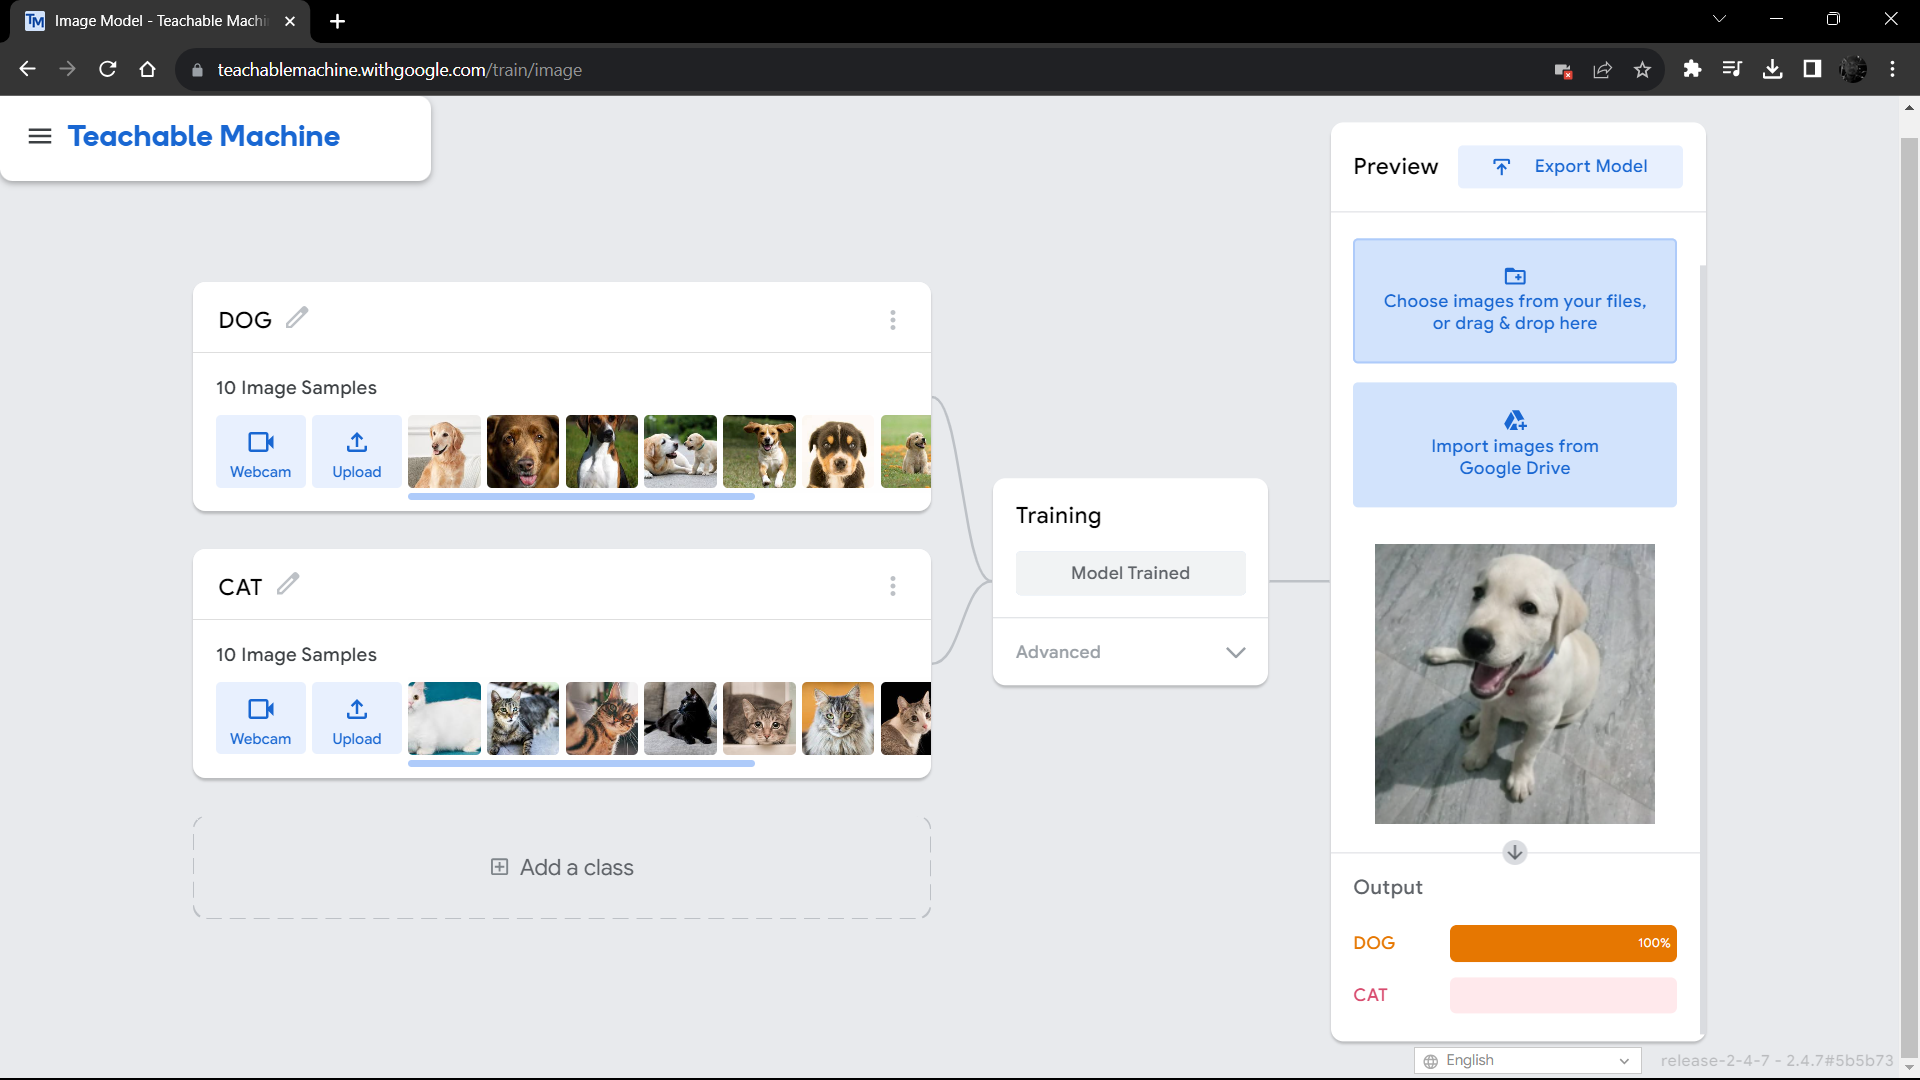 TM Image Model - Teachable Machi
teachablemachine.withgoogle.com/train/image
Teachable Machine
DOG
10 Image Samples
Webcam
Upload
CAT
10 Image Samples
Webcam
Upload
Add a class
Training
Model Trained
Advanced
Preview
Export Model
Choose images from your files,
or drag & drop here
Import images from
Google Drive
Output
DOG
100%
CAT
English
release-2-4-7 - 2.4.7#5b5b73